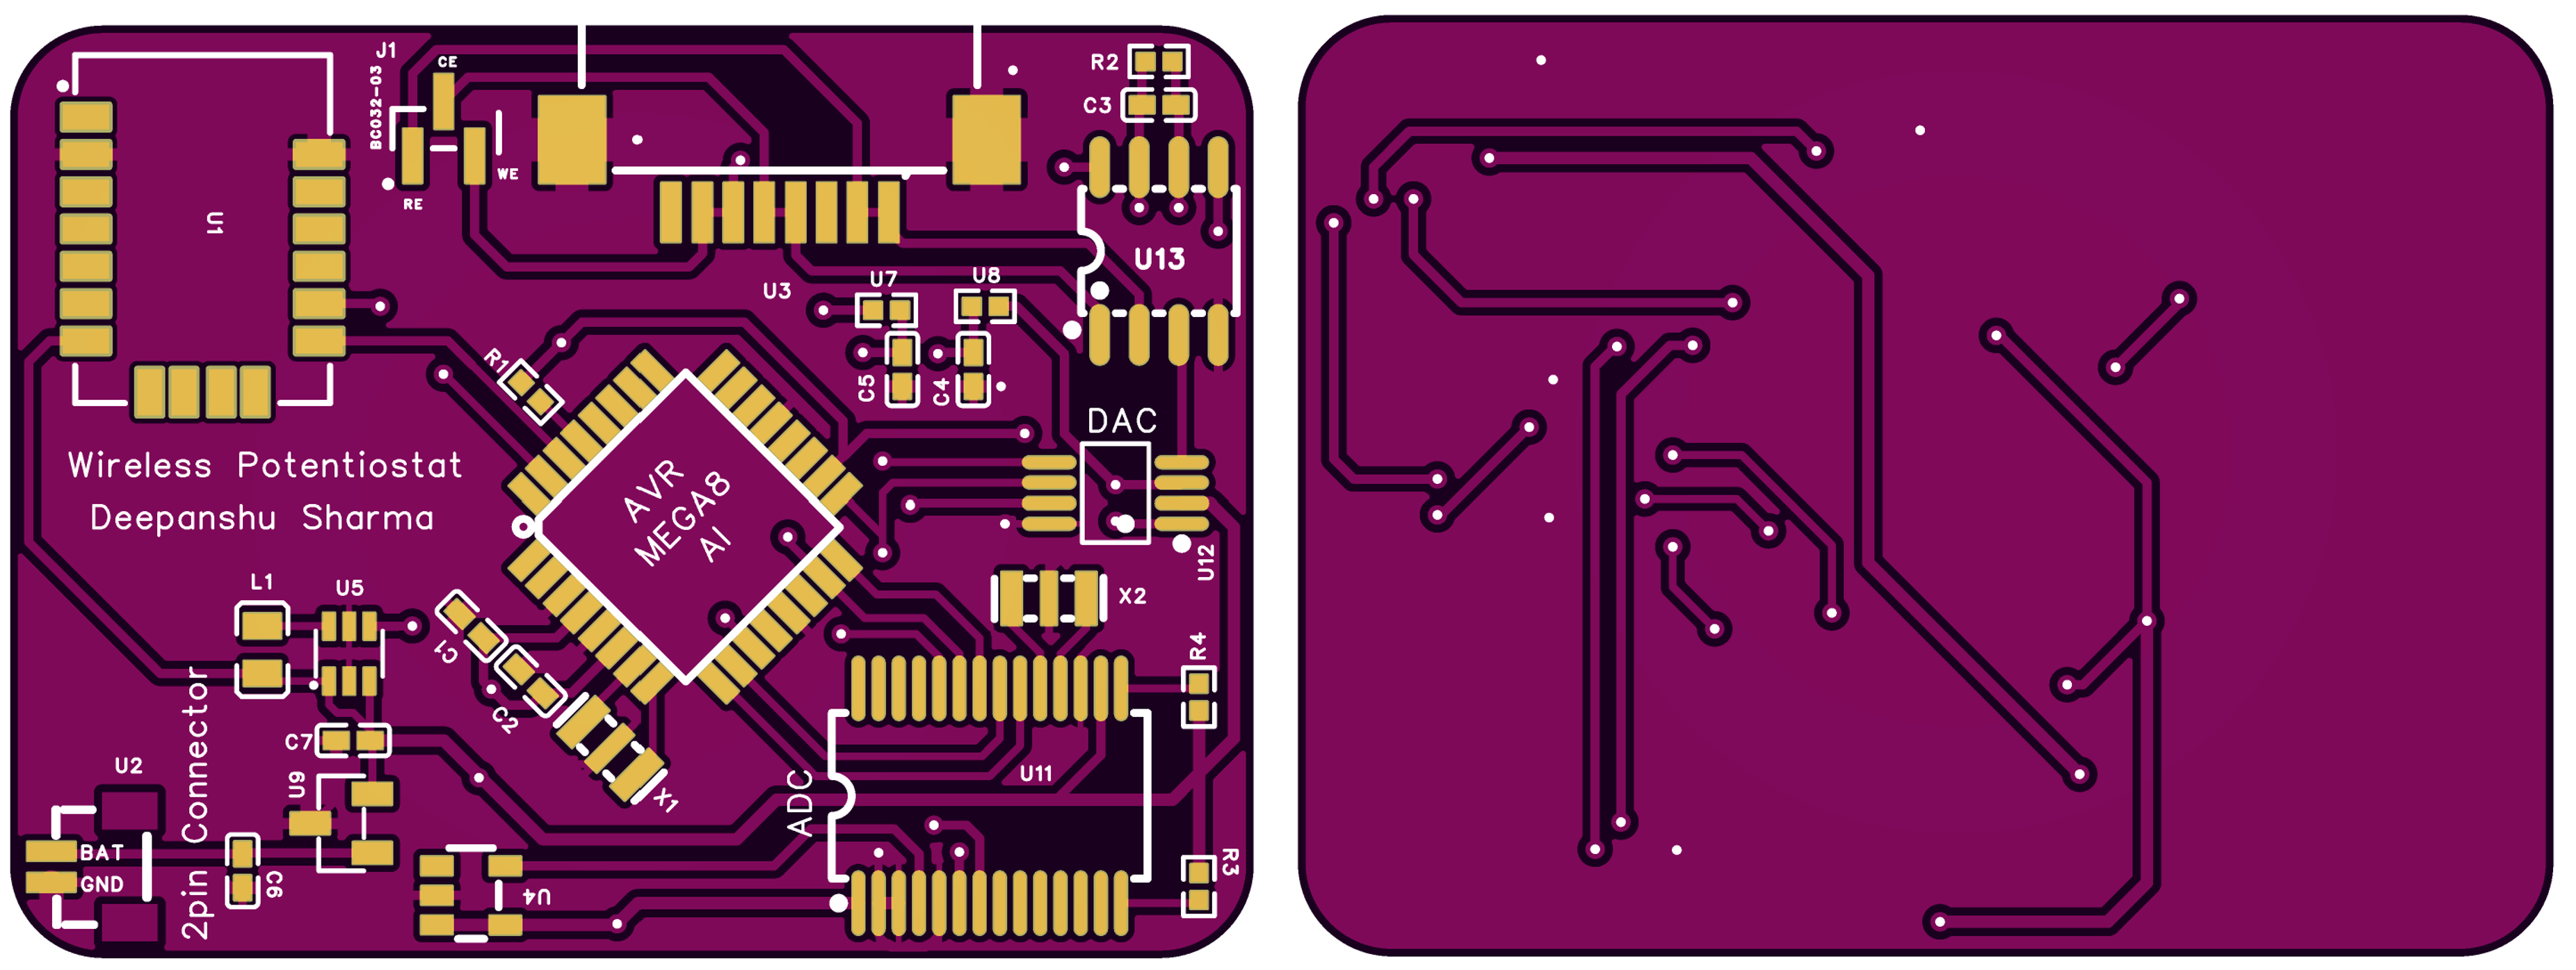 J1
CE
BC032-03
WE
RE
R2
C3
U1
U13
U3
U7
U8
R1
C5
C4
DAC
Wireless Potentiostat
Deepanshu Sharma
AVR
MEGA8
AI
U12
L1
U5
X2
C1
C2
R4
C7
U2
U9
2pin Connector
X1
ADC
U11
BAT
GND
C6
U4
R3